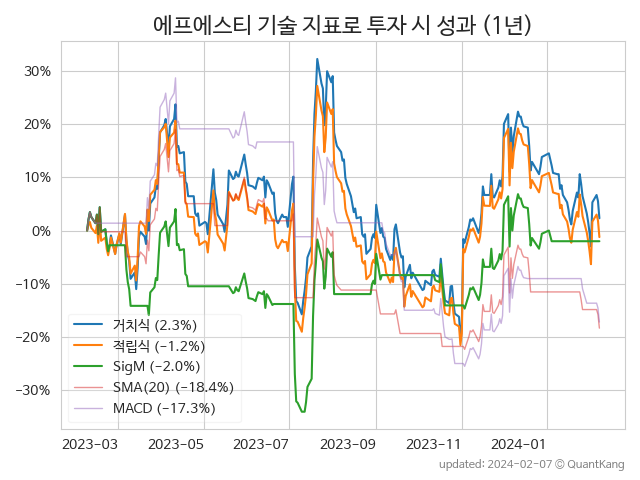 에프에스티 기술 지표로 투자 시 성과 (1년)
30%
20%
10%
0%
−10%
−20%
−30%
거치식 (2.3%)
적립식 (−1.2%)
SigM (−2.0%)
SMA(20) (−18.4%)
MACD (−17.3%)
2023-03
2023-05
2023-07
2023-09
2023-11
2024-01
updated: 2024-02-07 © QuantKang